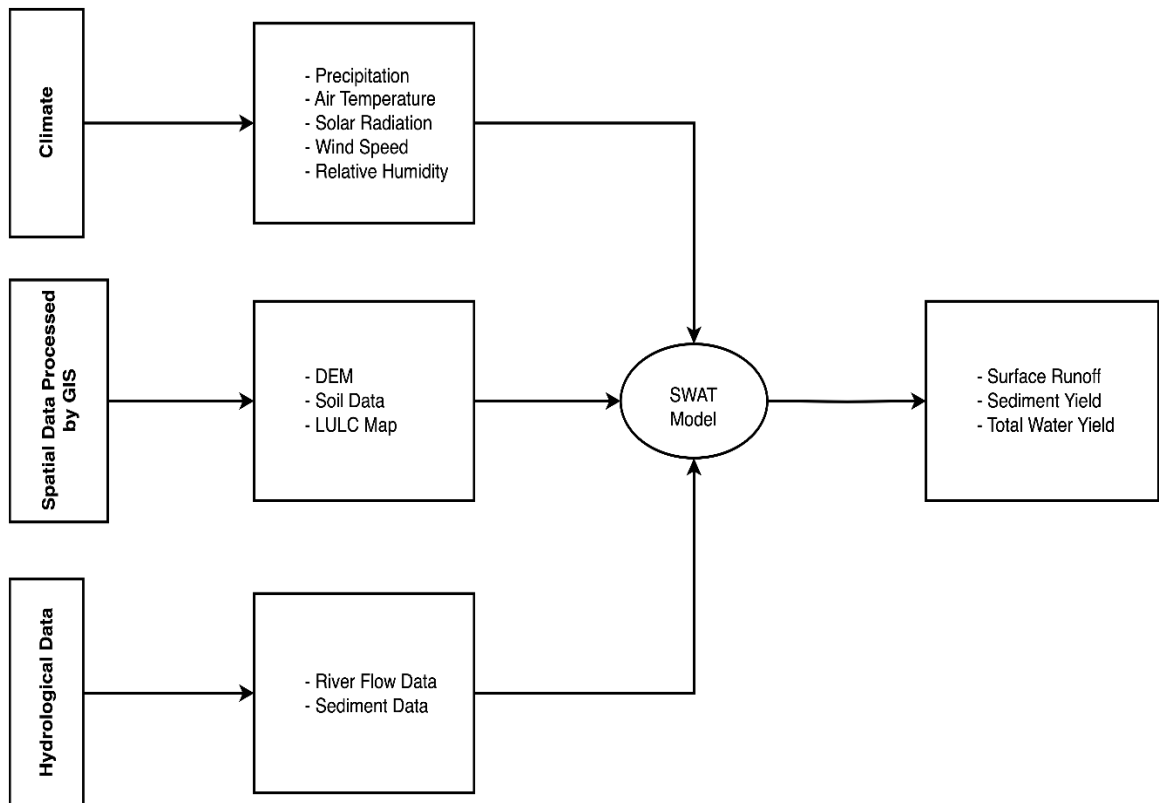 Climate
- Precipitation
- Air Temperature
- Solar Radiation
- Wind Speed
- Relative Humidity
Spatial Data Processed
by GIS
- DEM
- Soil Data
- LULC Map
SWAT
Model
- Surface Runoff
- Sediment Yield
- Total Water Yield
Hydrological Data
- River Flow Data
- Sediment Data